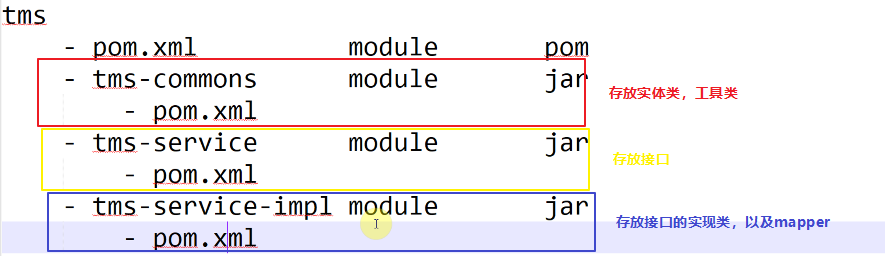 tms
- pom.xml module pom
- tms-commons module jar
- pom.xml
存放实体类，工具类
- tms-service module jar
- pom.xml
存放接口
- tms-service-impl module jar
- pom.xml
存放接口的实现类，以及mapper